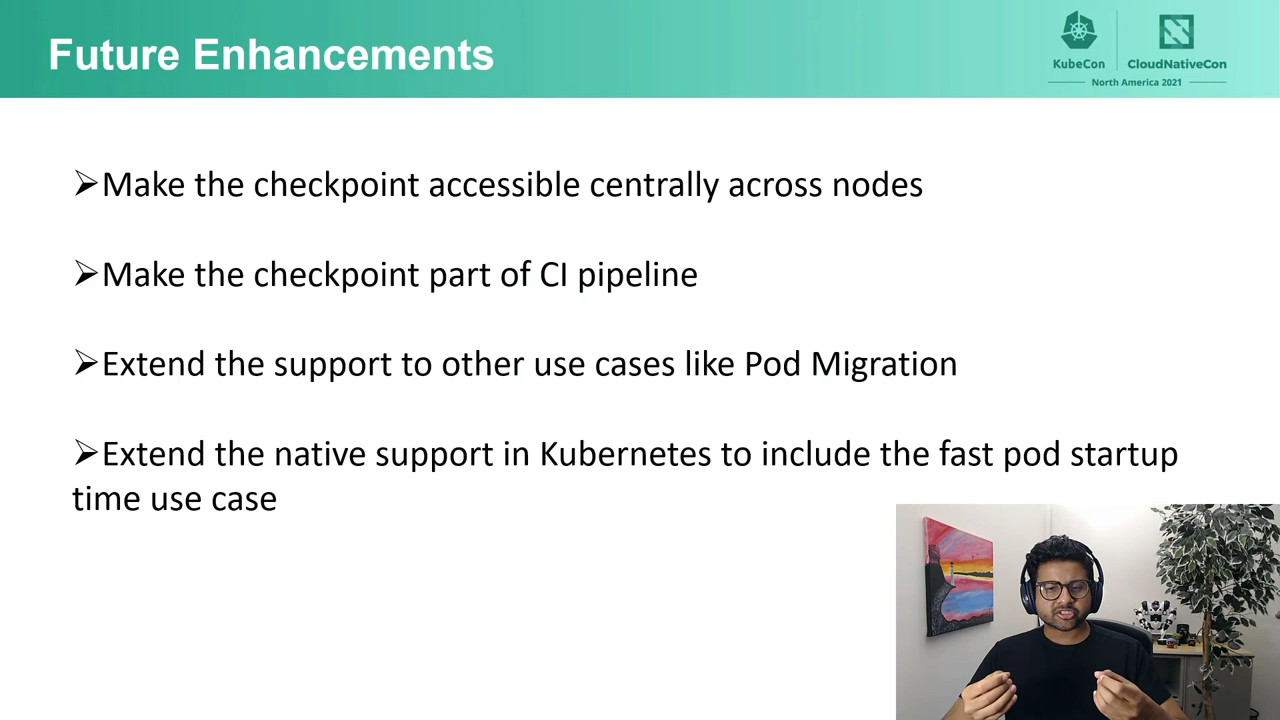 Future Enhancements
KubeCon
CloudNativeCon
North America 2021
➢Make the checkpoint accessible centrally across nodes
➢Make the checkpoint part of CI pipeline
➢Extend the support to other use cases like Pod Migration
➢Extend the native support in Kubernetes to include the fast pod startup
time use case